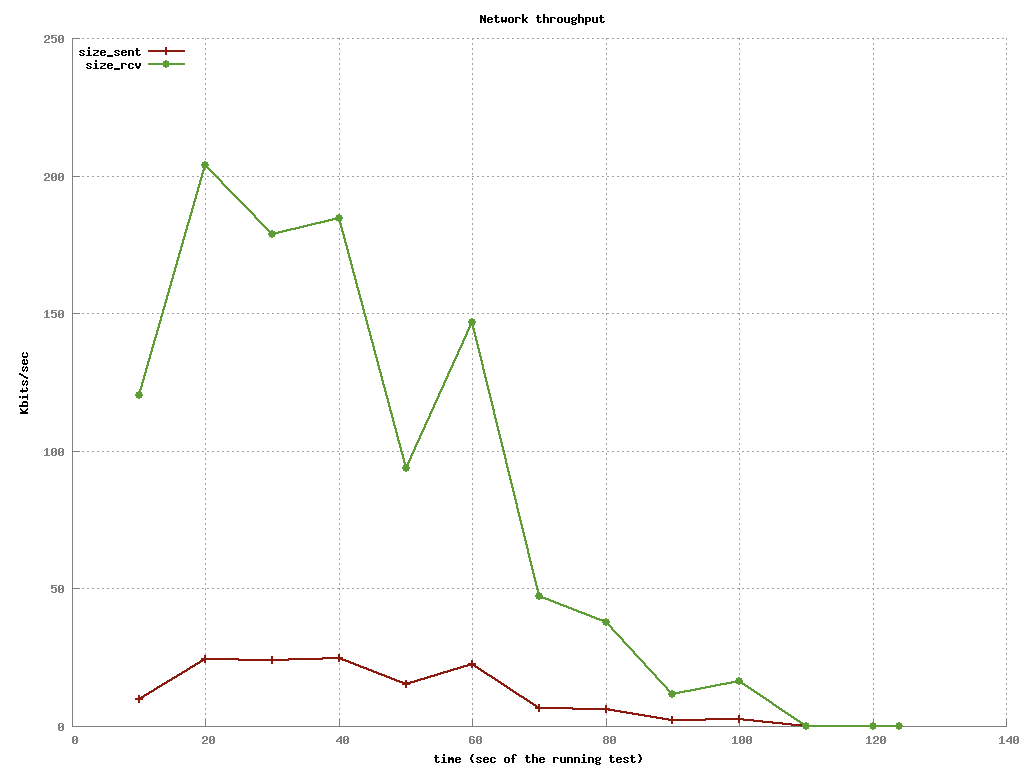 Network throughput
250
size_sent
size_rcv
200
150
Kbits/sec
100
50
0
0 20 40 60 80 100 120 140
time (sec of the running test)